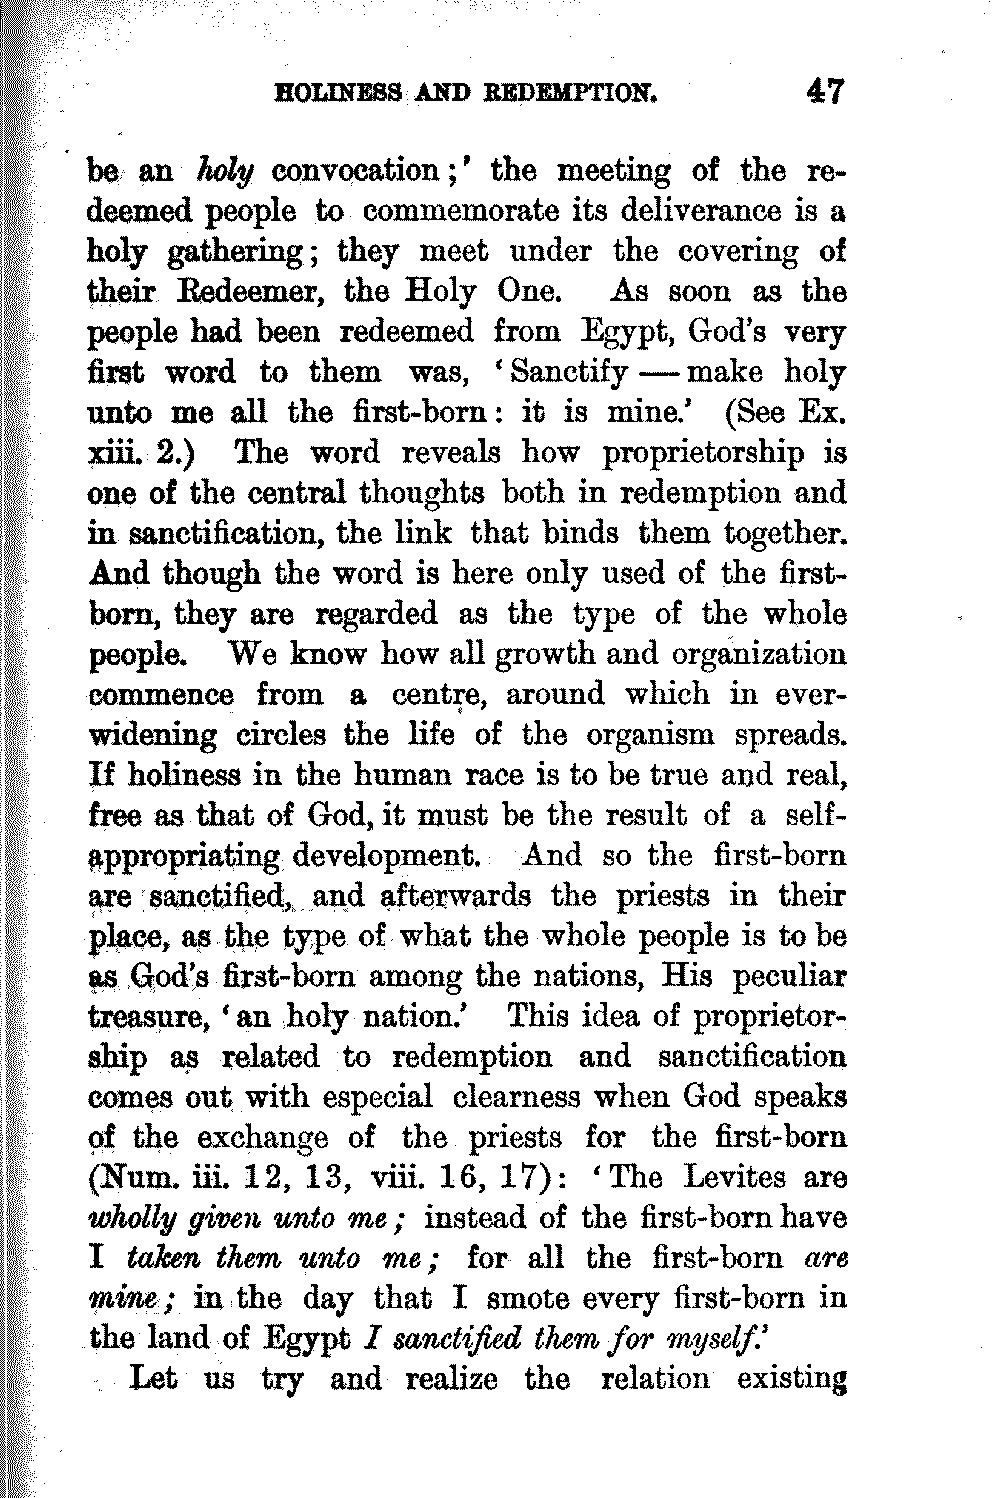 HOLINESS AND REDEMPTION. 47
be an holy convocation;' the meeting of the re-
deemed people to commemorate its deliverance is a
holy gathering; they meet under the covering of
their Redeemer, the Holy One. As soon as the
people had been redeemed from Egypt, God's very
first word to them was, 'Sanctify — make holy
unto me all the first-born: it is mine.' (See Ex.
xiii. 2.) The word reveals how proprietorship is
one of the central thoughts both in redemption and
in sanctification, the link that binds them together.
And though the word is here only used of the first-
born, they are regarded as the type of the whole
people. We know how all growth and organization
commence from a centre, around which in ever-
widening circles the life of the organism spreads.
If holiness in the human race is to be true and real,
free as that of God, it must be the result of a self-
appropriating development. And so the first-born
are sanctified, and afterwards the priests in their
place, as the type of what the whole people is to be
as God's first-born among the nations, His peculiar
treasure, 'an holy nation.' This idea of proprietor-
ship as related to redemption and sanctification
comes out with especial clearness when God speaks
of the exchange of the priests for the first-born
(Num. iii. 12, 13, viii. 16, 17): 'The Levites are
wholly given unto me; instead of the first-born have
I taken them unto me; for all the first-born are
mine; in the day that I smote every first-born in
the land of Egypt I sanctified them for myself.'
Let us try and realize the relation existing